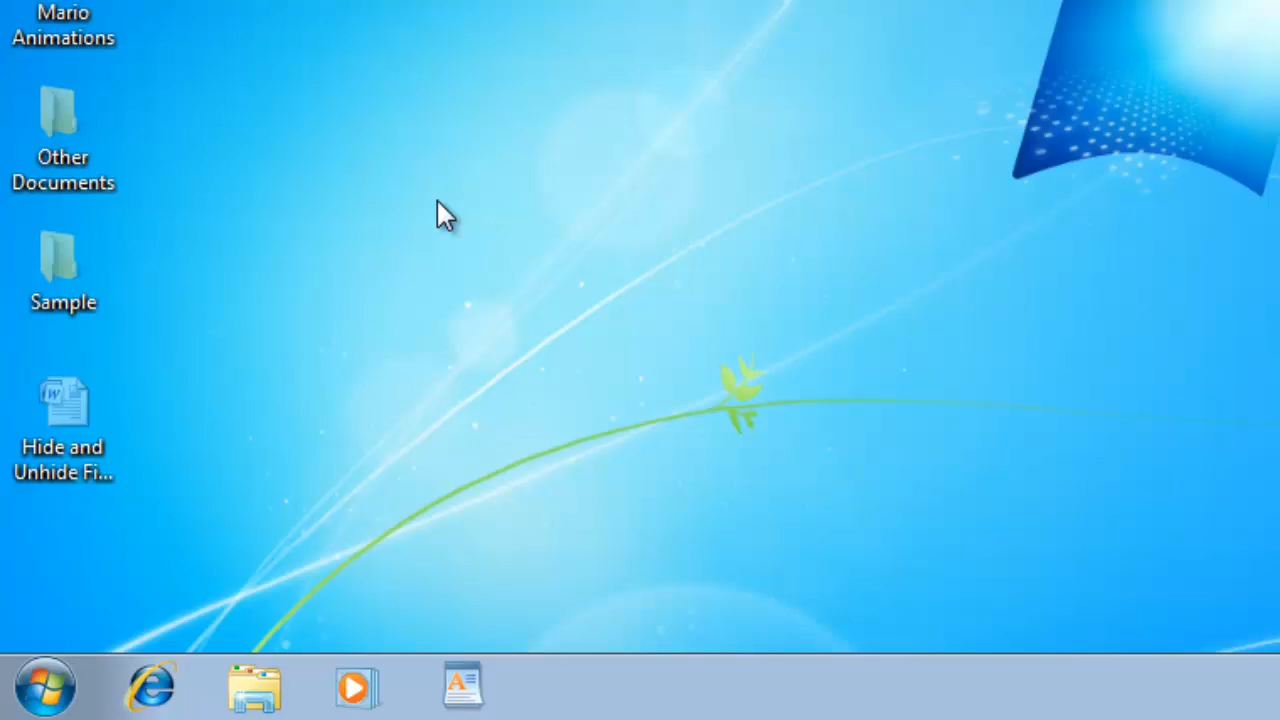 Mario
Animations
Other
Documents
Sample
Hide and
Unhide Fi...